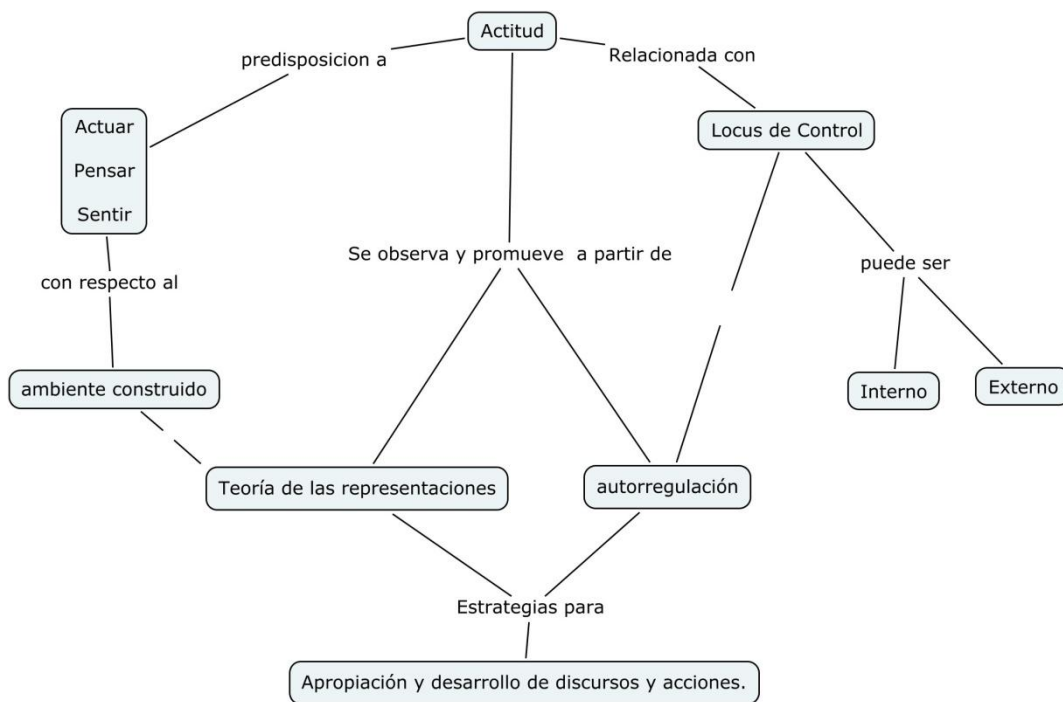 Actitud
predisposicion a
Relacionada con
Actuar
Pensar
Sentir
Locus de Control
Se observa y promueve a partir de
con respecto al
puede ser
ambiente construido
Interno
Externo
Teoría de las representaciones
autorregulación
Estrategias para
Apropiación y desarrollo de discursos y acciones.